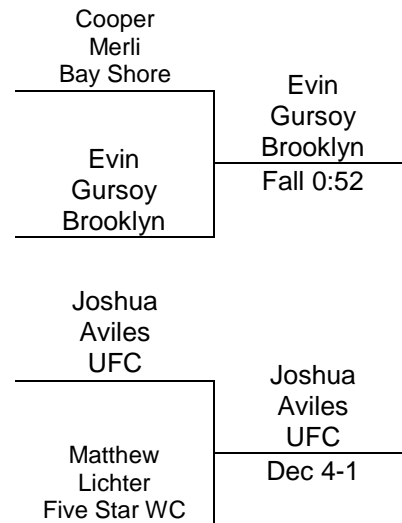 Cooper
Merli
Bay Shore
Evin
Gursoy
Brooklyn
Evin
Gursoy
Brooklyn
Fall 0:52
Joshua
Aviles
UFC
Matthew
Lichter
Five Star WC
Joshua
Aviles
UFC
Dec 4-1